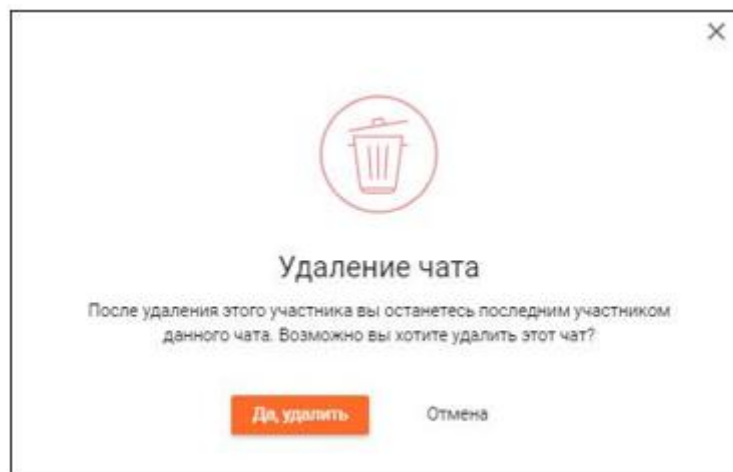 Удаление чата
После удаления этого участника вы останетесь последним участником
данного чата. Возможно вы хотите удалить этот чат?
Да, удалить
Отмена